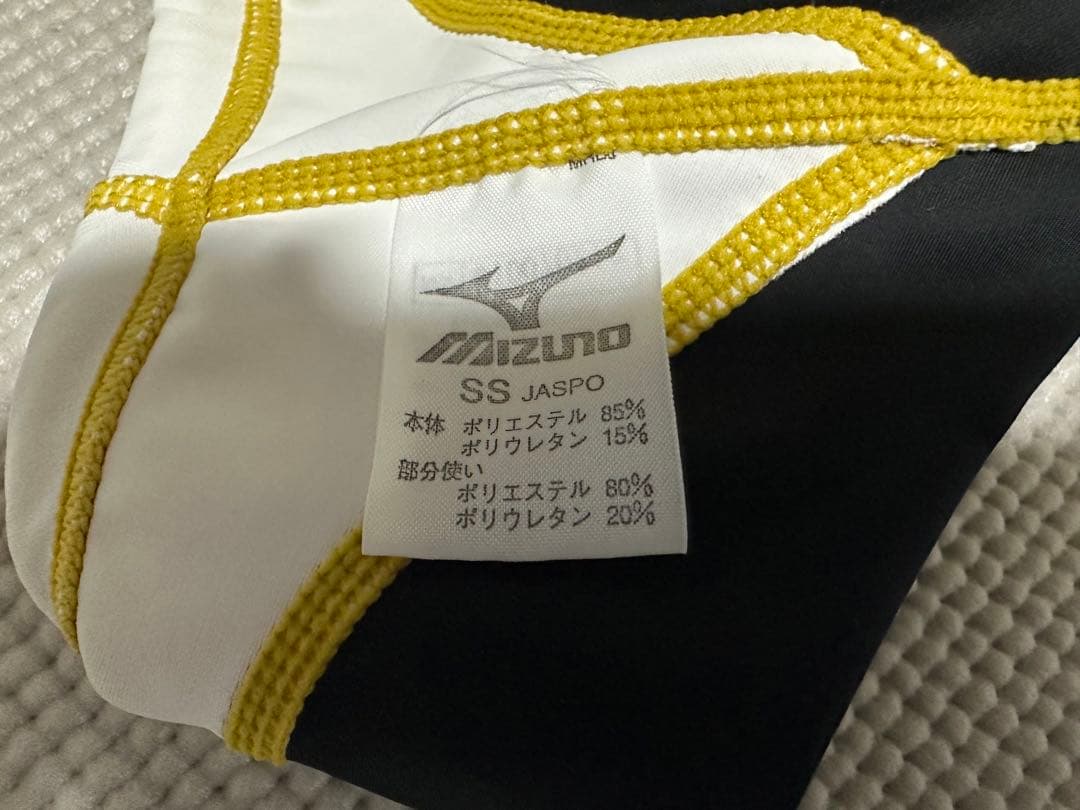 MIZUNO
SS JASPO
本体 ポリエステル 85%
ポリウレタン 15%
部分使い
ポリエステル 80%
ポリウレタン 20%